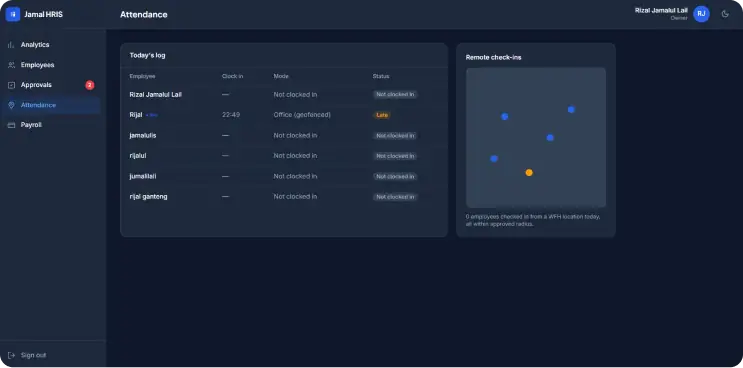 Jamal HRIS
Attendance
Rizal Jamalul Lail
Owner
RJ
Analytics
Employees
Approvals 2
Attendance
Payroll
Sign out
Today's log
Employee Clock in Mode Status
Rizal Jamalul Lail — Not clocked in Not clocked in
Rijal 22:49 Office (geofenced) Late
jamalulls — Not clocked in Not clocked in
rijalul — Not clocked in Not clocked in
jumallail — Not clocked in Not clocked in
rijal ganteng — Not clocked in Not clocked in
Remote check-ins
0 employees checked in from a WFH location today,
all within approved radius.